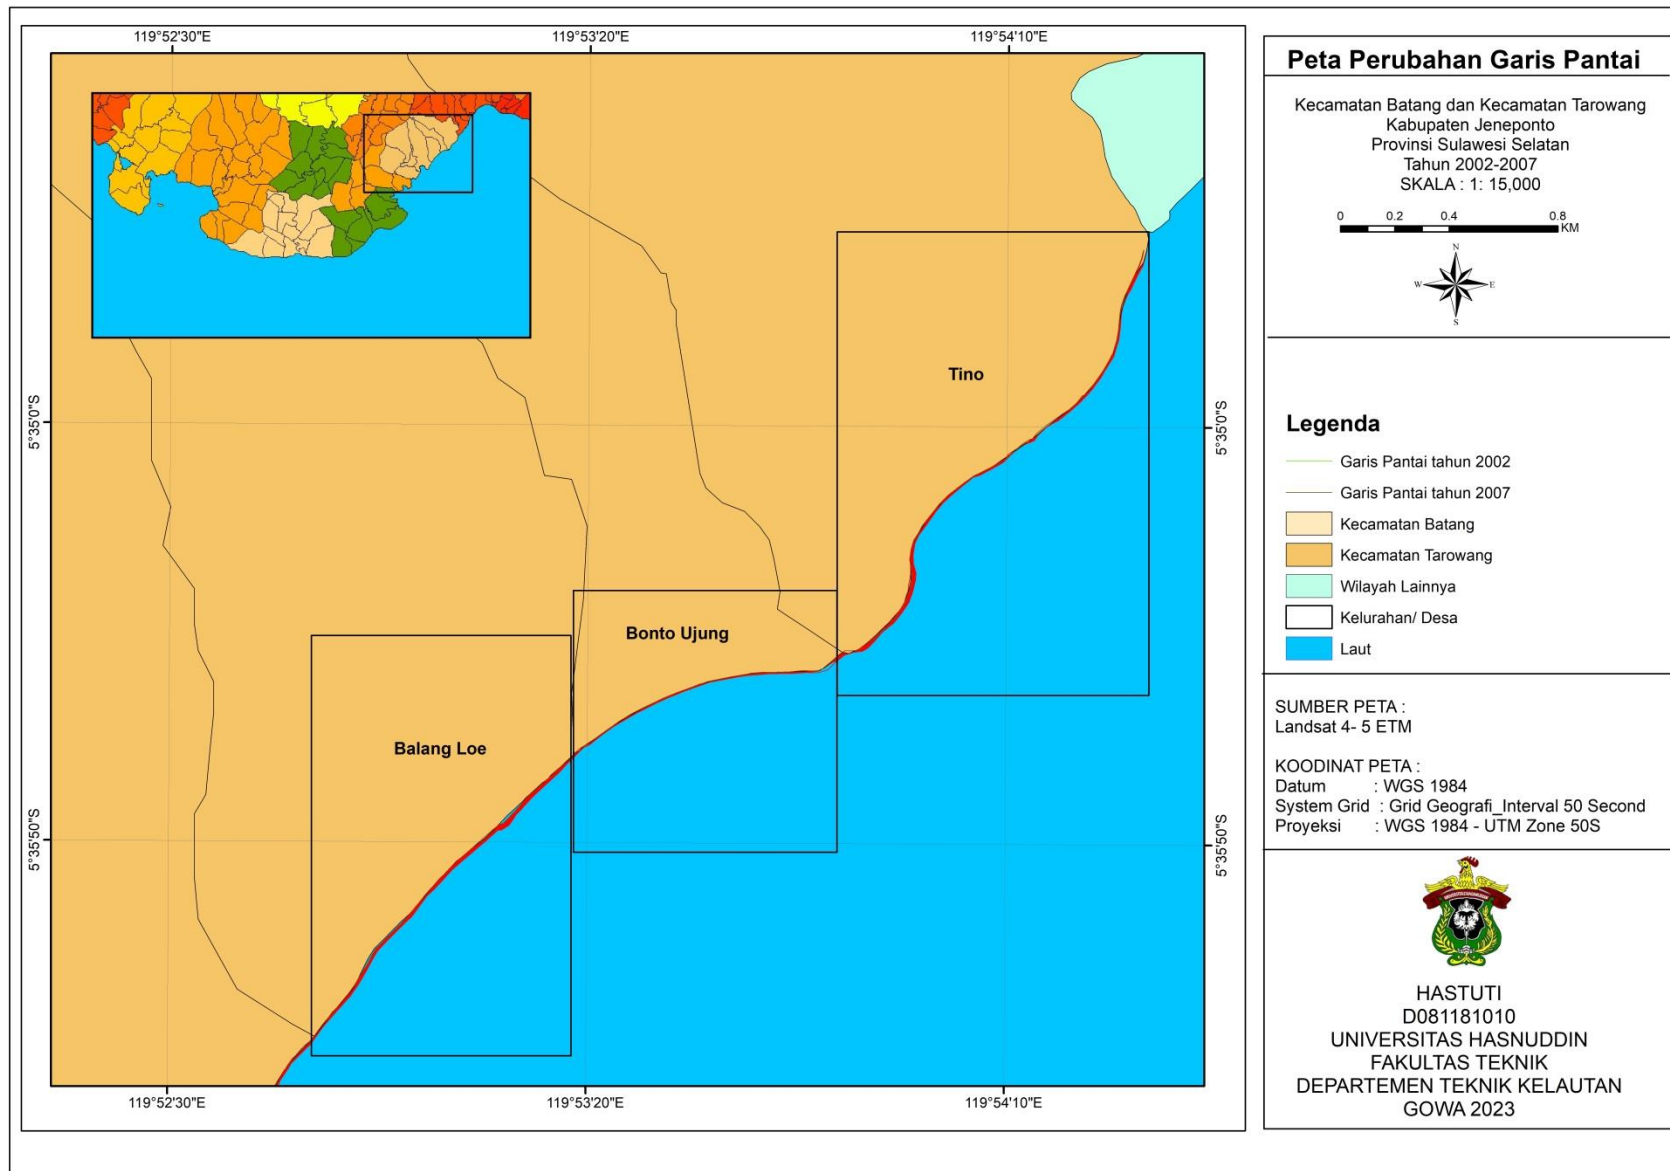 119°52'30"E
119°53'20"E
119°54'10"E
5°35'0"S
5°35'0"S
Tino
Bonto Ujung
Balang Loe
5°35'50"S
5°35'50"S
119°52'30"E
119°53'20"E
119°54'10"E
Peta Perubahan Garis Pantai
Kecamatan Batang dan Kecamatan Tarowang
Kabupaten Jeneponto
Provinsi Sulawesi Selatan
Tahun 2002-2007
SKALA : 1: 15,000
0 0.2 0.4 0.8
KM
N
W E
S
Legenda
Garis Pantai tahun 2002
Garis Pantai tahun 2007
Kecamatan Batang
Kecamatan Tarowang
Wilayah Lainnya
Kelurahan/ Desa
Laut
SUMBER PETA :
Landsat 4- 5 ETM
KOODINAT PETA :
Datum : WGS 1984
System Grid : Grid Geografi_Interval 50 Second
Proyeksi : WGS 1984 - UTM Zone 50S
HASTUTI
D081181010
UNIVERSITAS HASNUDDIN
FAKULTAS TEKNIK
DEPARTEMEN TEKNIK KELAUTAN
GOWA 2023